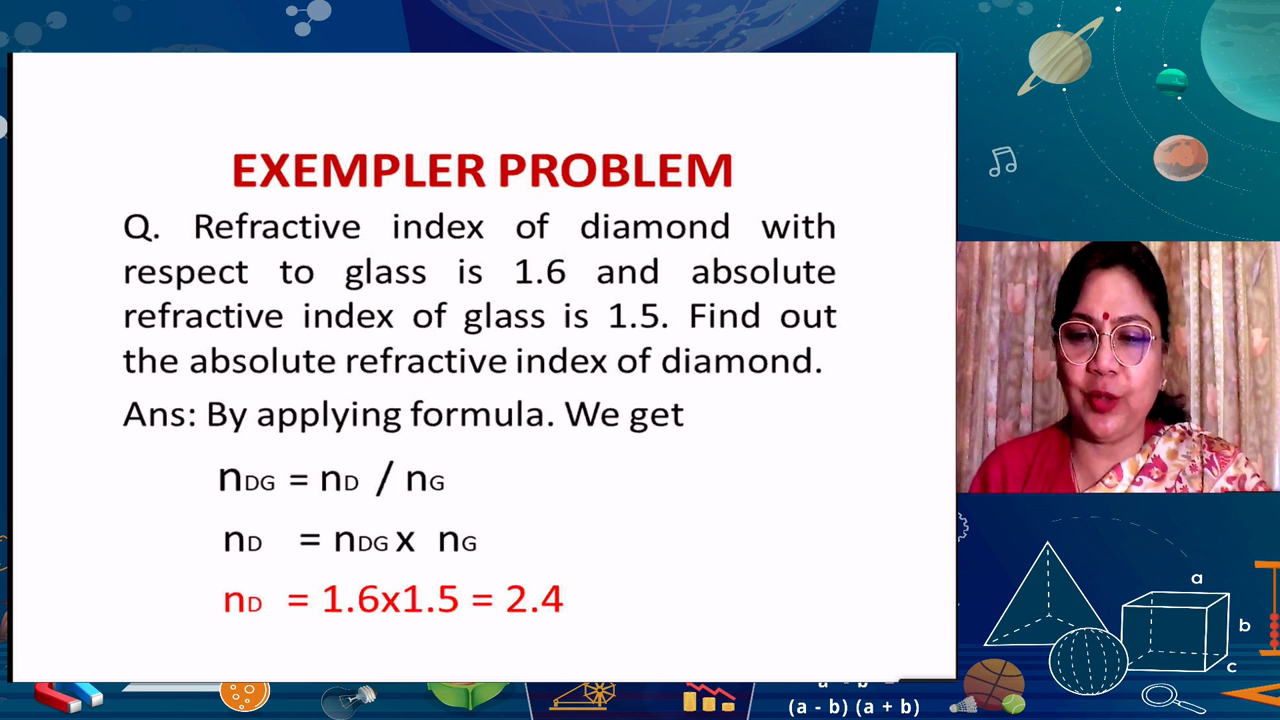 EXEMPLER PROBLEM
Q. Refractive index of diamond with
respect to glass is 1.6 and absolute
refractive index of glass is 1.5. Find out
the absolute refractive index of diamond.
Ans: By applying formula. We get
nDG = nD / nG
nD = nDG x nG
nD = 1.6x1.5 = 2.4
a
b
c
(a - b) (a + b)